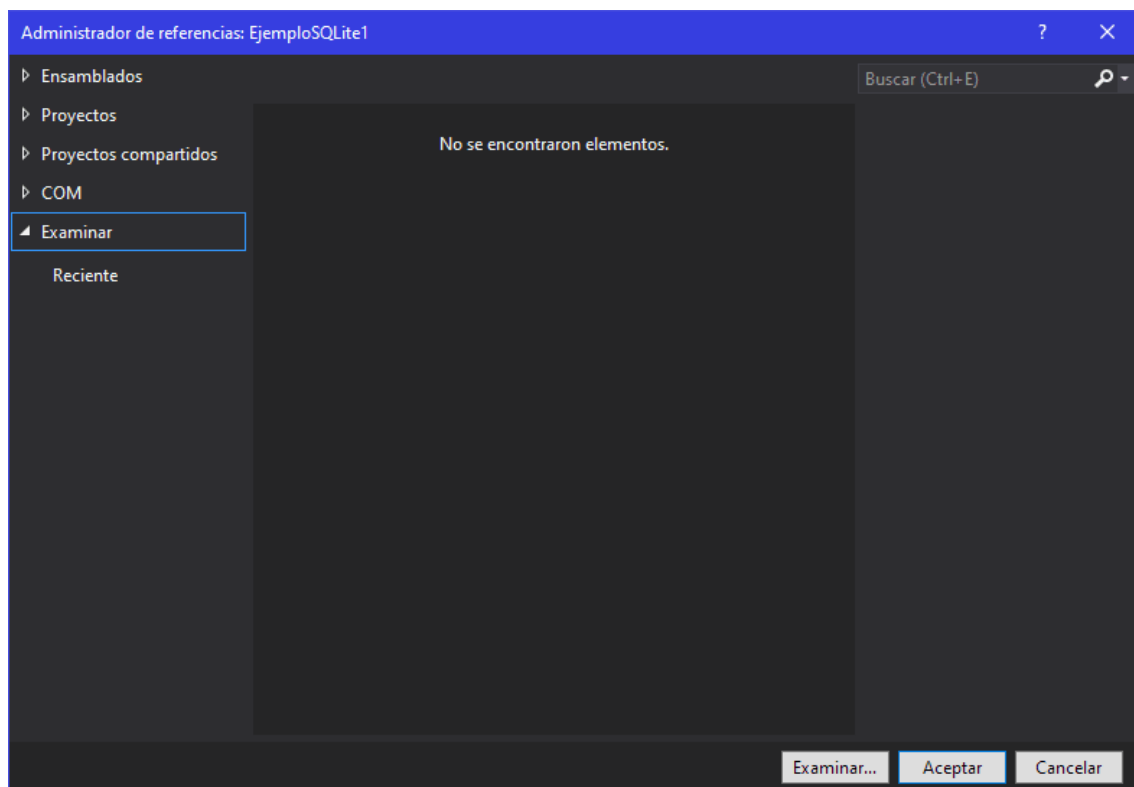 Administrador de referencias: EjemploSQLite1
?
Ensamblados
Buscar (Ctrl+E)
Proyectos
No se encontraron elementos.
Proyectos compartidos
COM
Examinar
Reciente
Examinar...
Aceptar
Cancelar